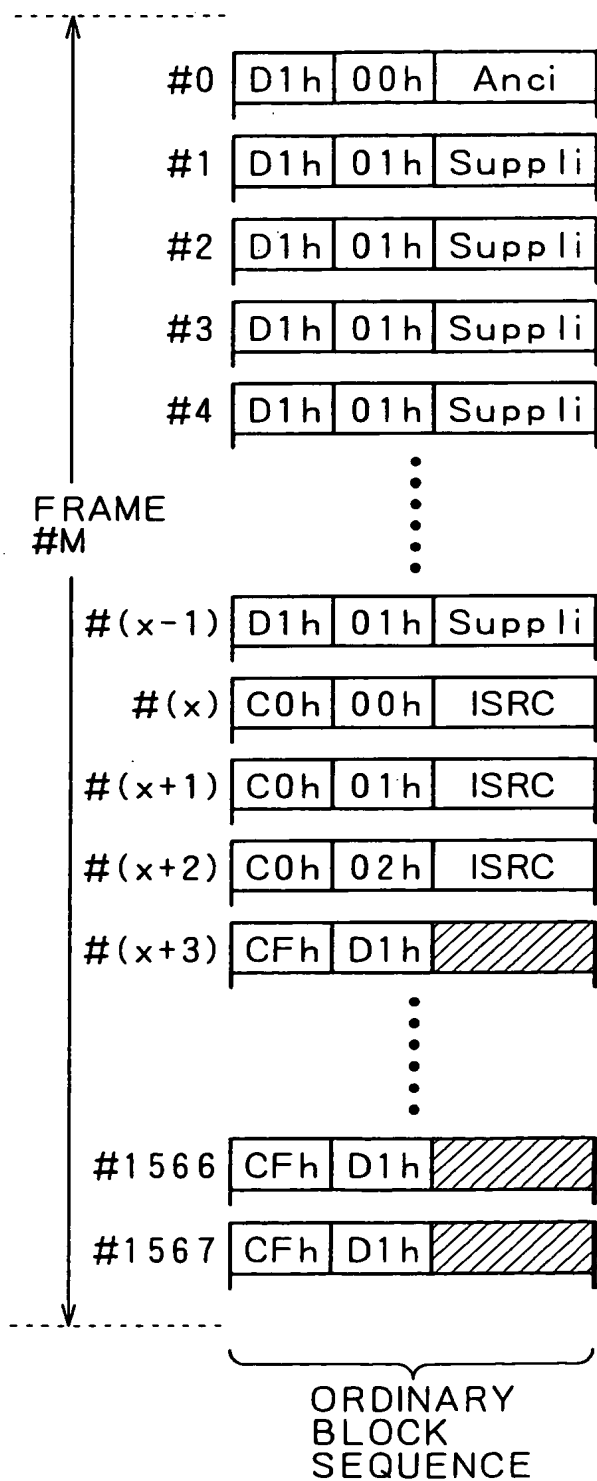 #0 D1h 00h Anci
#1 D1h 01h Suppli
#2 D1h 01h Suppli
#3 D1h 01h Suppli
#4 D1h 01h Suppli
FRAME
#M
#(x-1) D1h 01h Suppli
#(x) C0h 00h ISRC
#(x+1) C0h 01h ISRC
#(x+2) C0h 02h ISRC
#(x+3) CFh D1h
#1566 CFh D1h
#1567 CFh D1h
ORDINARY
BLOCK
SEQUENCE